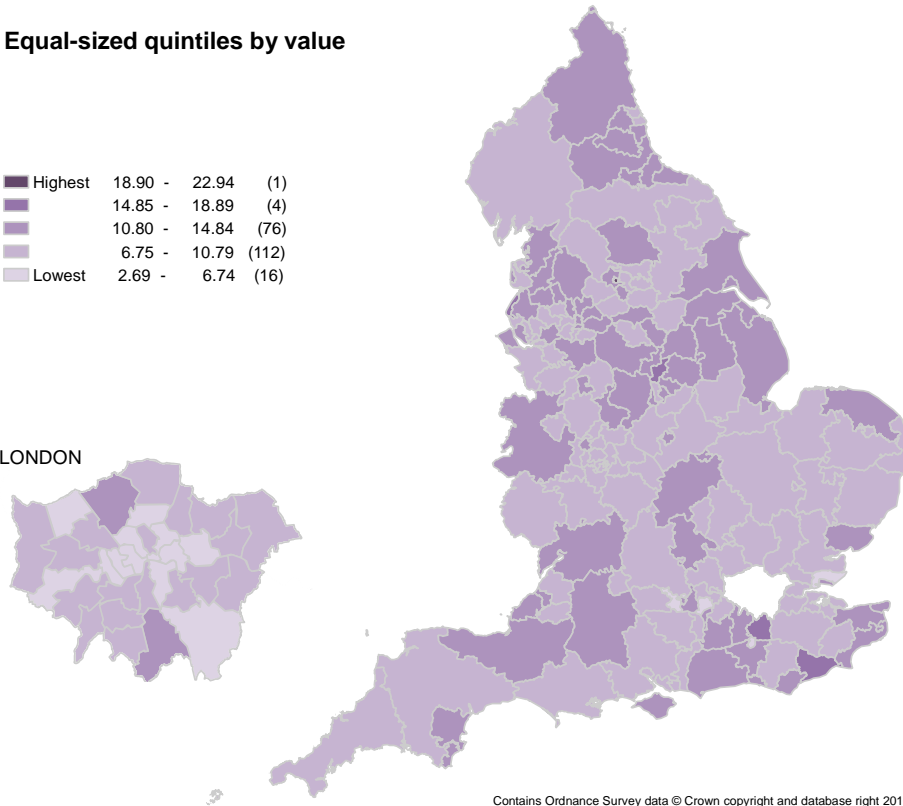 Equal-sized quintiles by value
Highest 18.90 - 22.94 (1)
14.85 - 18.89 (4)
10.80 - 14.84 (76)
6.75 - 10.79 (112)
Lowest 2.69 - 6.74 (16)
LONDON
Contains Ordnance Survey data © Crown copyright and database right 201